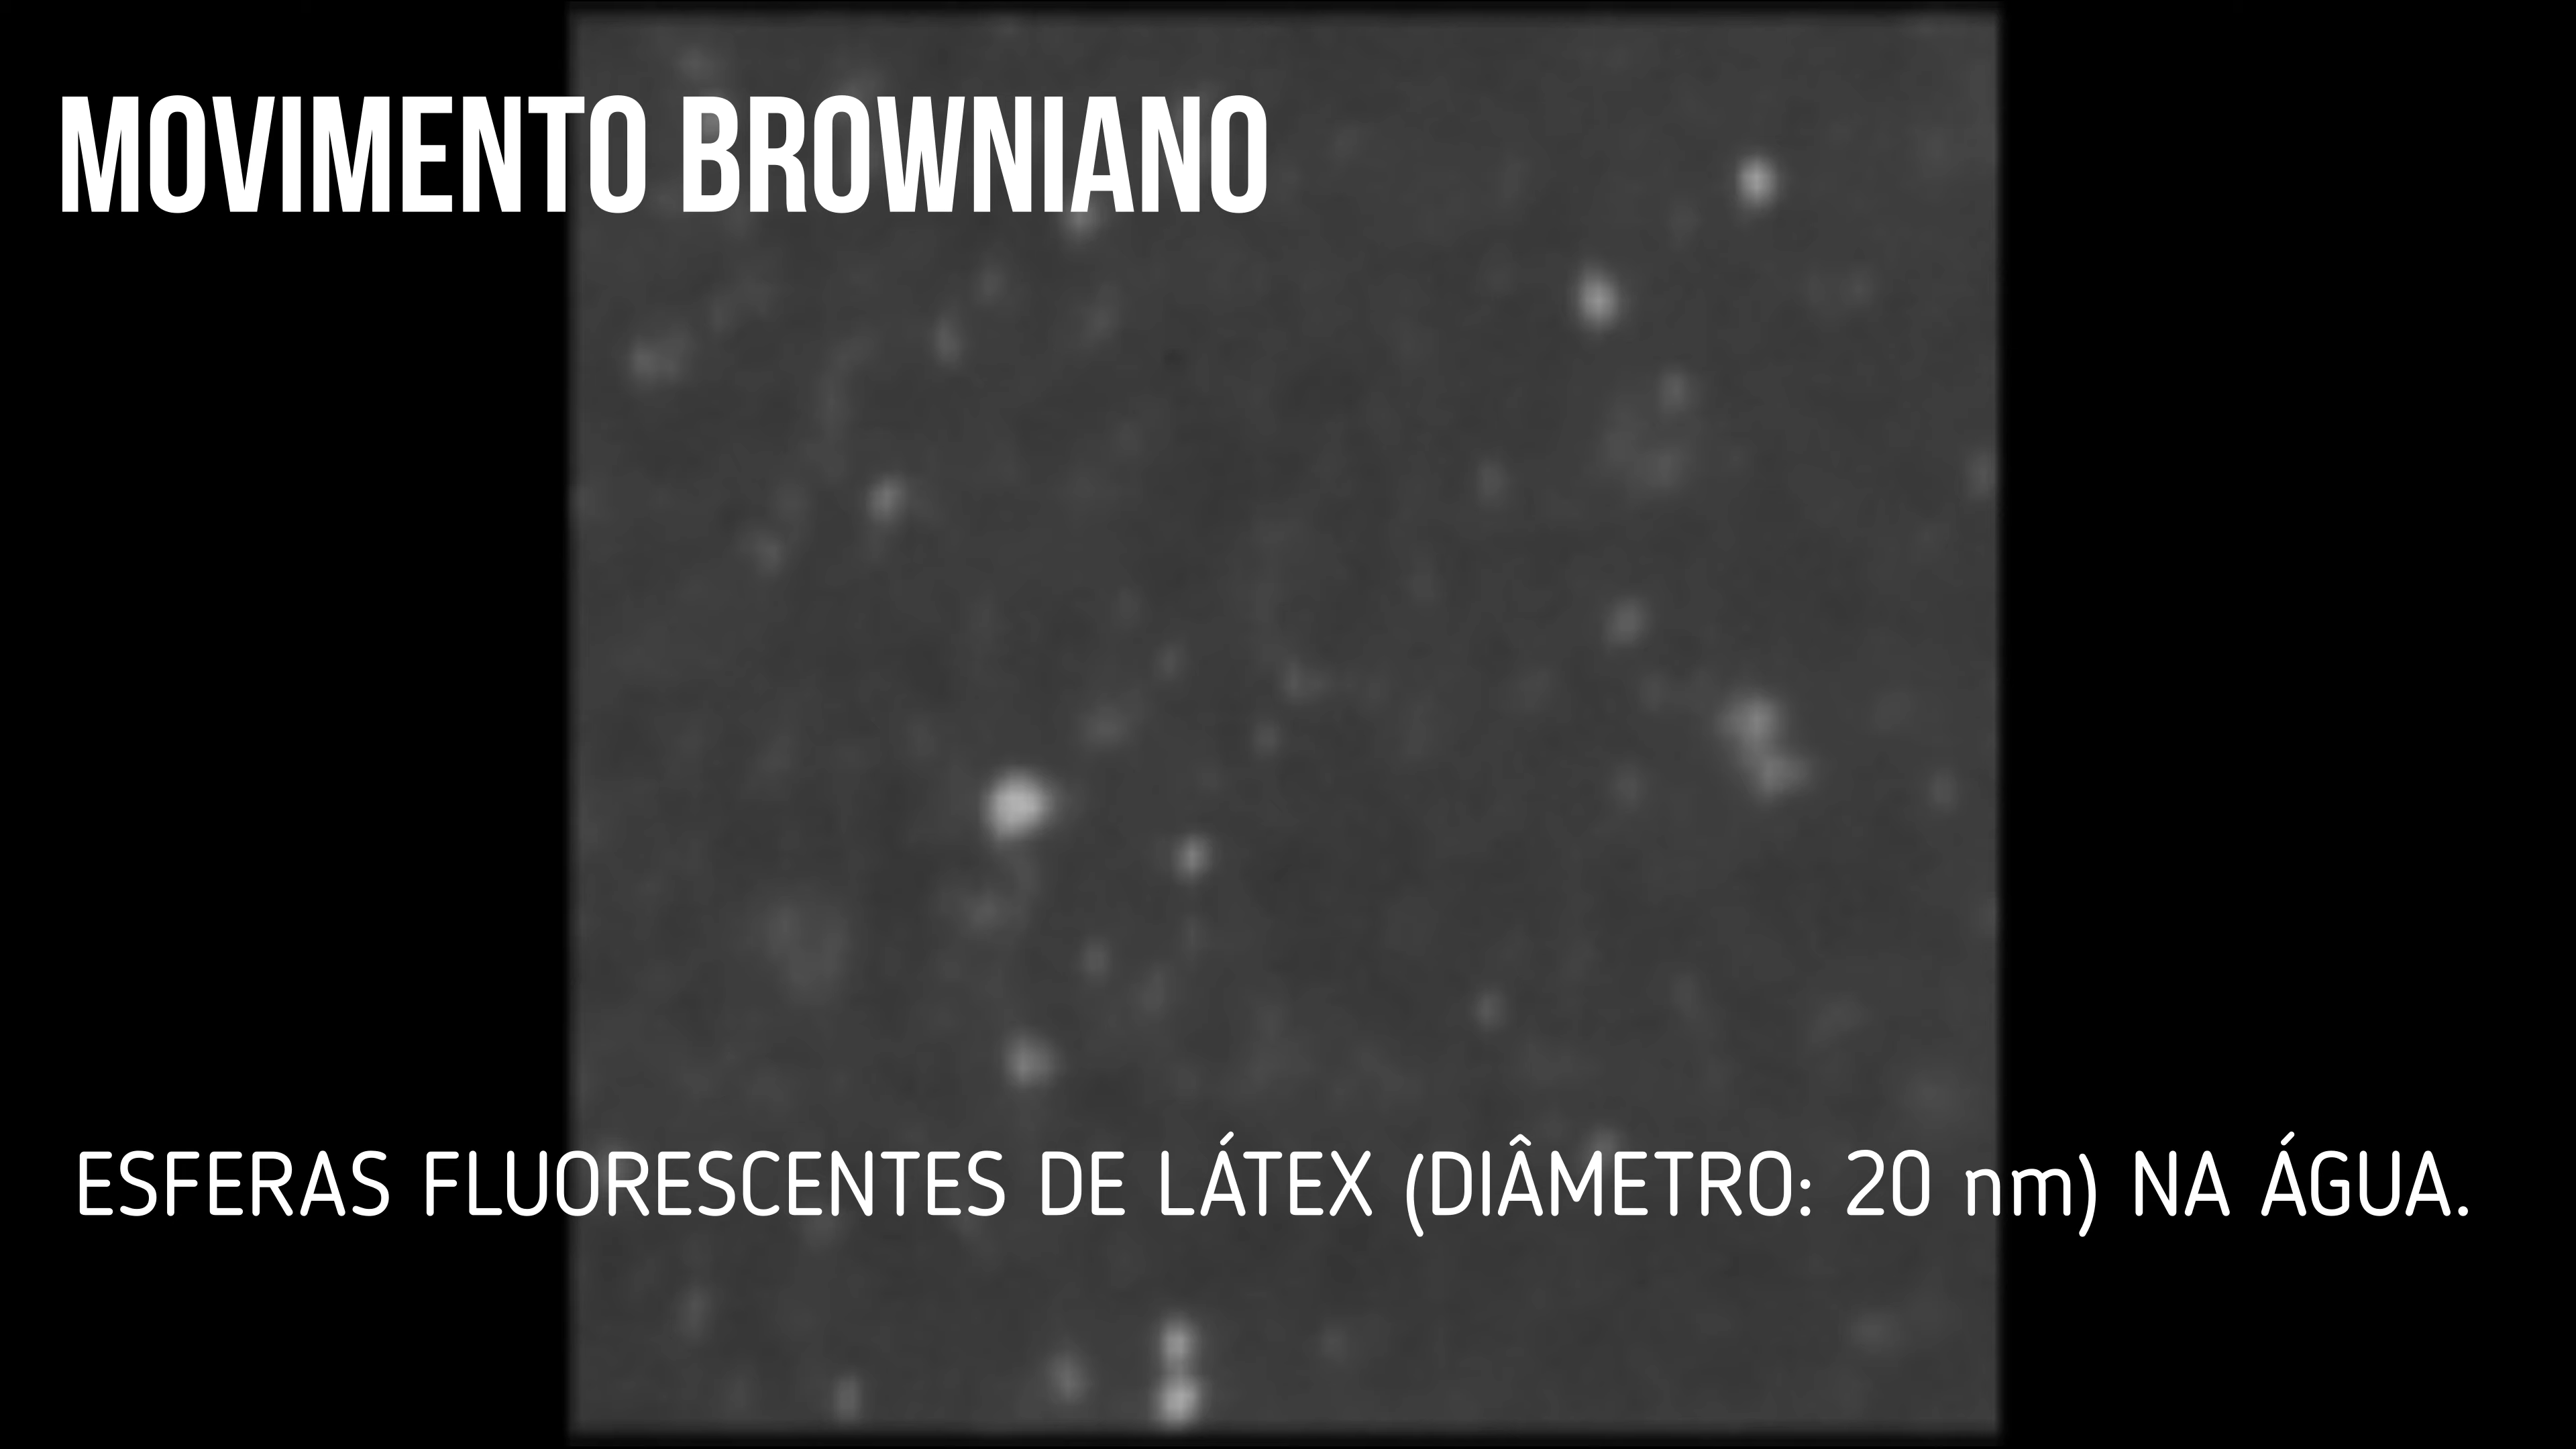 MOVIMENTO BROWNIANO
ESFERAS FLUORESCENTES DE LÁTEX (DIÂMETRO: 20 nm) NA ÁGUA.